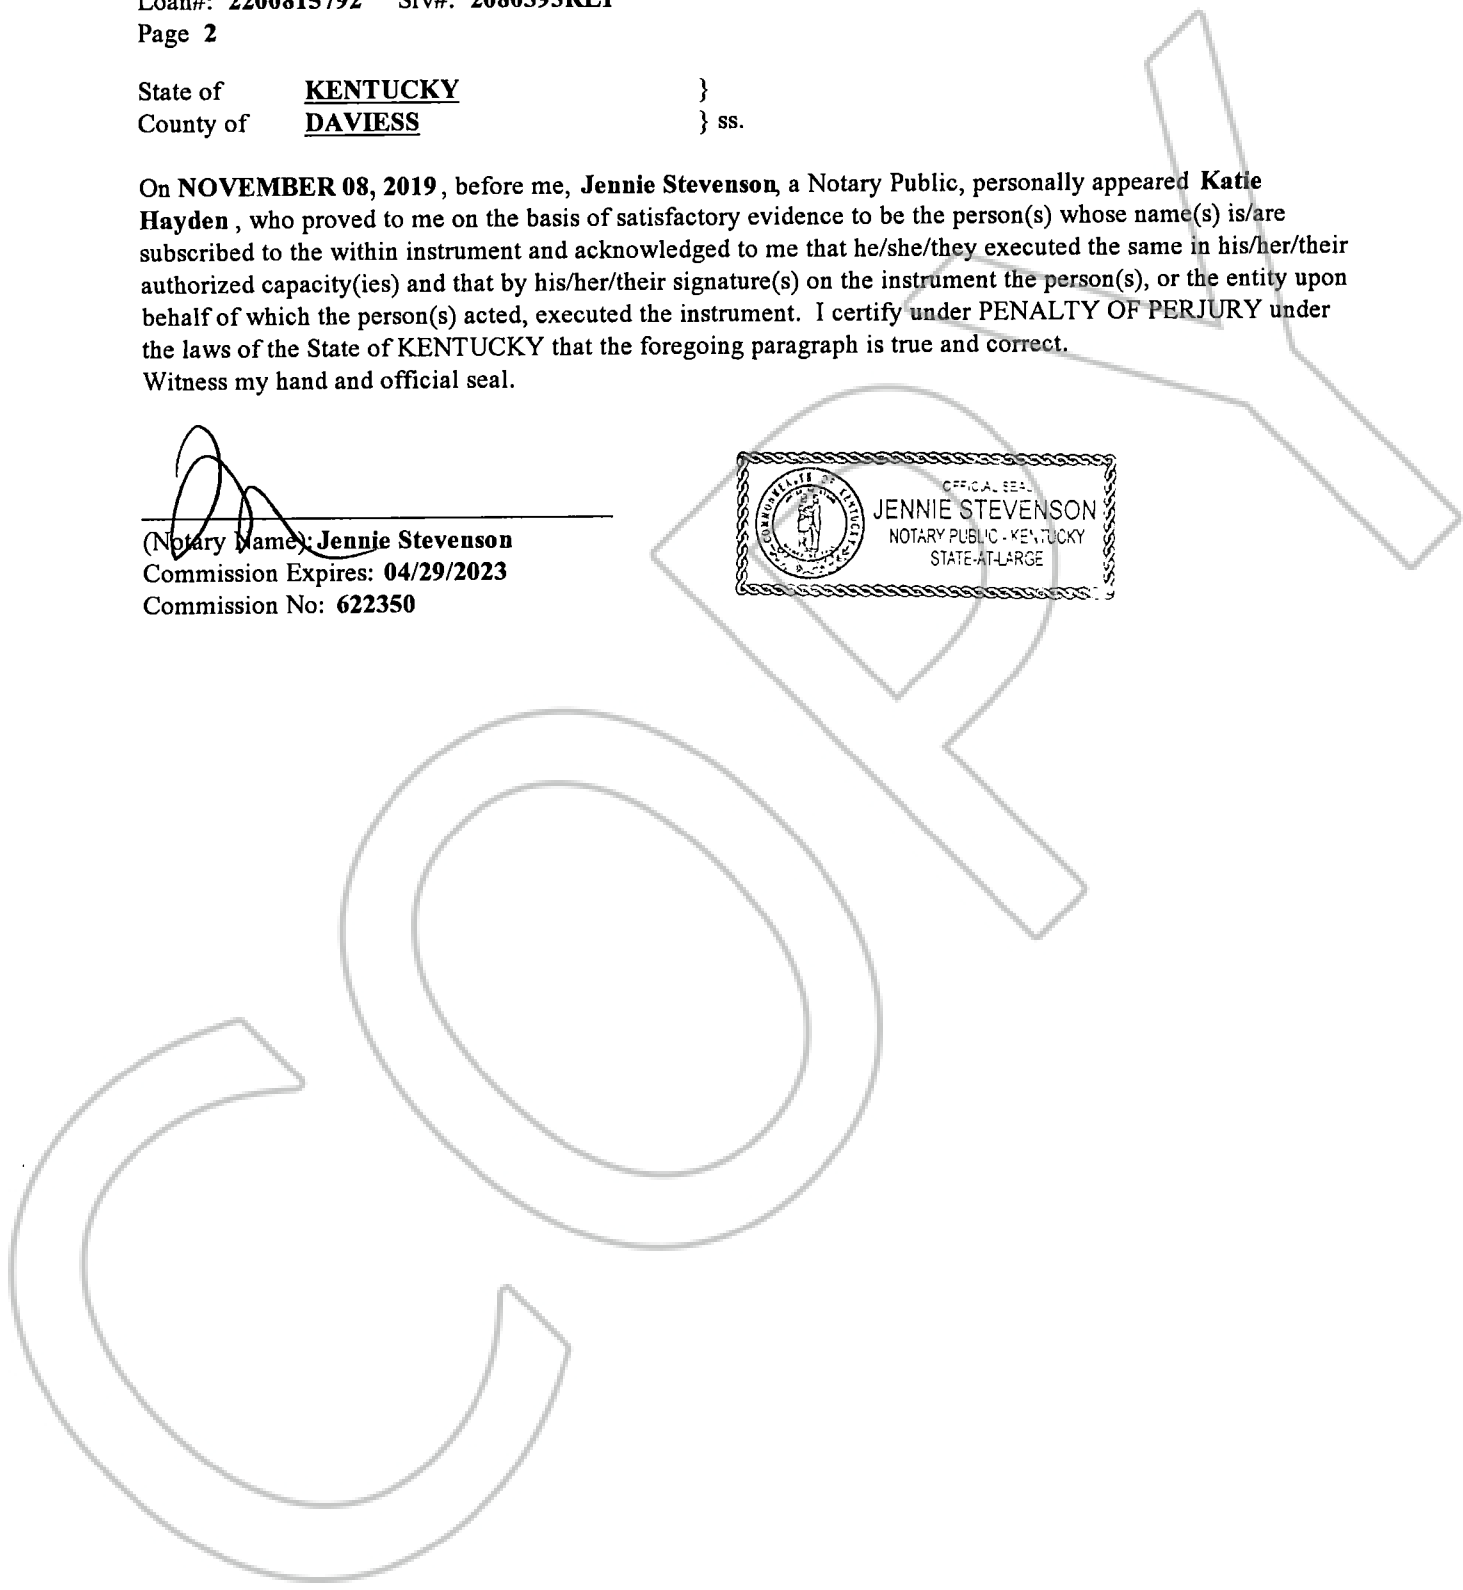 Loan#: 2200815792 Srv#: 2080393REI
Page 2
State of KENTUCKY }
County of DAVIESS } ss.
On NOVEMBER 08, 2019 , before me, Jennie Stevenson, a Notary Public, personally appeared Katie
Hayden , who proved to me on the basis of satisfactory evidence to be the person(s) whose name(s) is/are
subscribed to the within instrument and acknowledged to me that he/she/they executed the same in his/her/their
authorized capacity(ies) and that by his/her/their signature(s) on the instrument the person(s), or the entity upon
behalf of which the person(s) acted, executed the instrument. I certify under PENALTY OF PERJURY under
the laws of the State of KENTUCKY that the foregoing paragraph is true and correct.
Witness my hand and official seal.
(Notary Name): Jennie Stevenson
Commission Expires: 04/29/2023
Commission No: 622350
COMMONWEALTH OF KENTUCKY
OFFICIAL SEAL
JENNIE STEVENSON
NOTARY PUBLIC - KENTUCKY
STATE-AT-LARGE
COPY